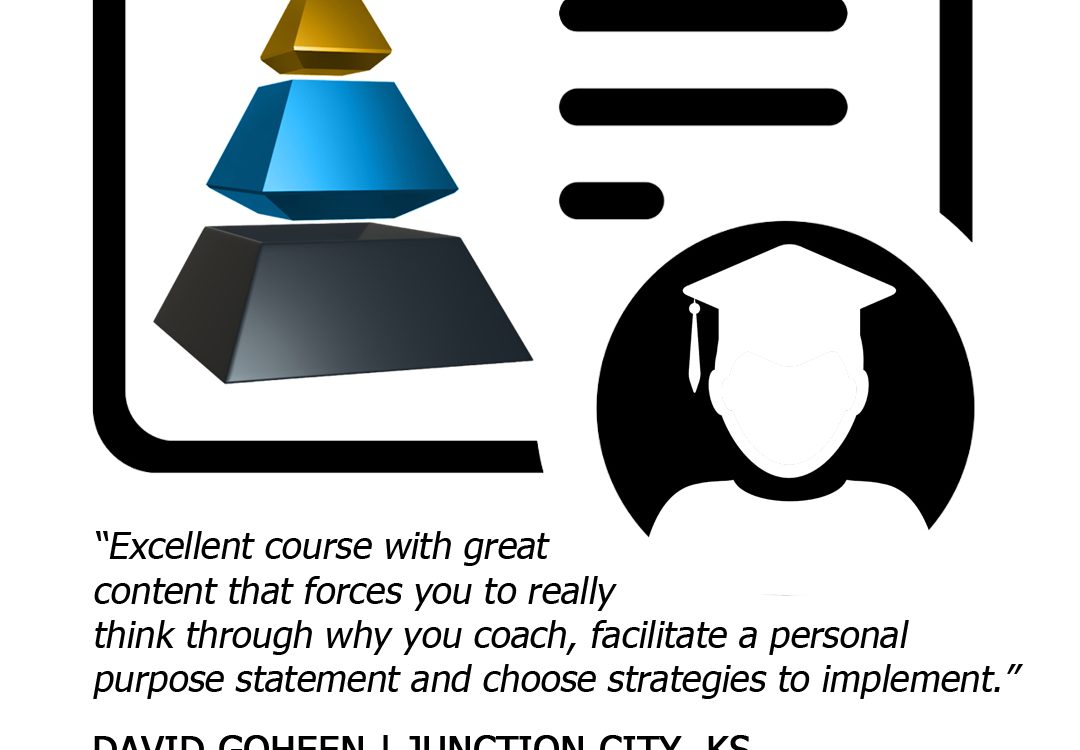 “Excellent course with great
content that forces you to really
think through why you coach, facilitate a personal
purpose statement and choose strategies to implement.”
DAVID GOHEEN | JUNCTION CITY, KS